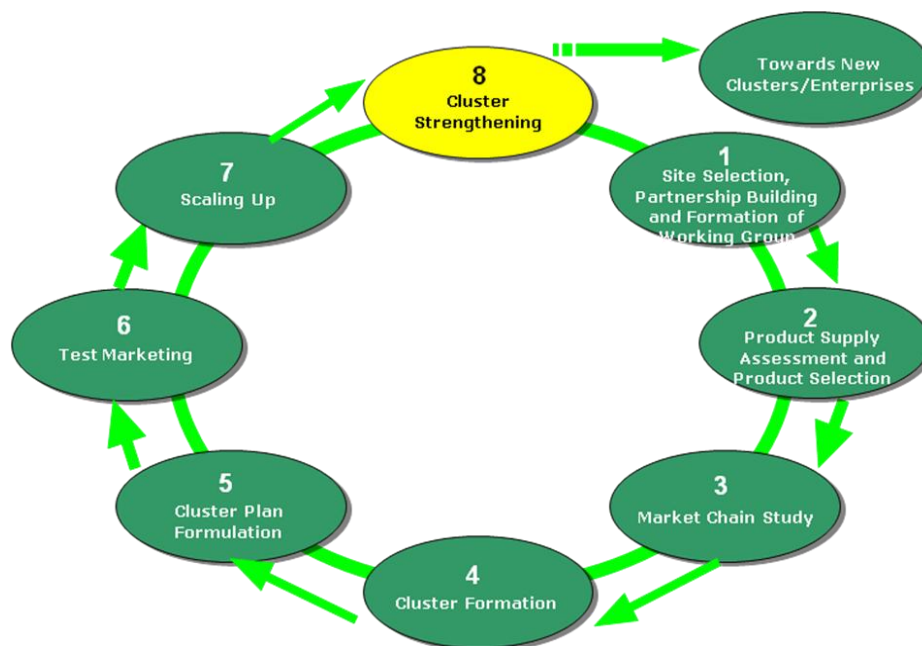 8
Cluster
Strengthening
Towards New
Clusters/Enterprises
1
Site Selection,
Partnership Building
and Formation of
Working Group
2
Product Supply
Assessment and
Product Selection
3
Market Chain Study
4
Cluster Formation
5
Cluster Plan
Formulation
6
Test Marketing
7
Scaling Up